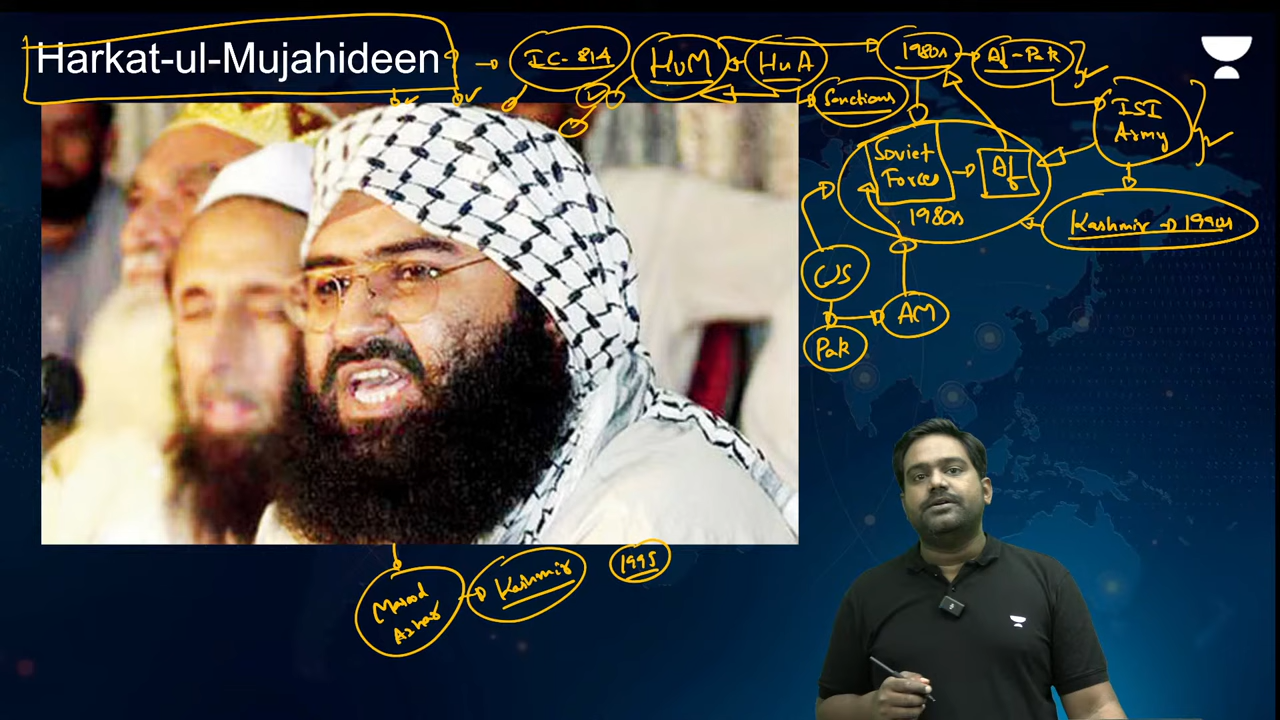 Harkat-ul-Mujahideen
IC-814
HUM
HUA
1980s
Af-Pak
Sanctions
ISI
Army
Soviet
Forces
Af
1980s
Kashmir → 1990s
US
AM
Pak
Masood
Azhar
Kashmir
1995